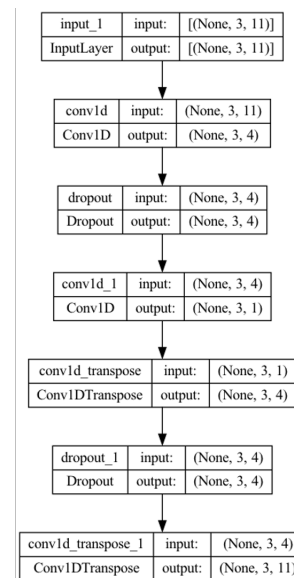 input_1 input: [(None, 3, 11)]
InputLayer output: [(None, 3, 11)]
conv1d input: (None, 3, 11)
Conv1D output: (None, 3, 4)
dropout input: (None, 3, 4)
Dropout output: (None, 3, 4)
conv1d_1 input: (None, 3, 4)
Conv1D output: (None, 3, 1)
conv1d_transpose input: (None, 3, 1)
Conv1DTranspose output: (None, 3, 4)
dropout_1 input: (None, 3, 4)
Dropout output: (None, 3, 4)
conv1d_transpose_1 input: (None, 3, 4)
Conv1DTranspose output: (None, 3, 11)